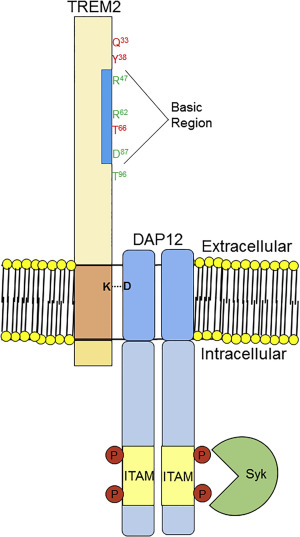 TREM2
Q33
Y38
R47
R62
T66
D87
T96
Basic
Region
DAP12
Extracellular
K D
Intracellular
P ITAM ITAM P
P P
Syk